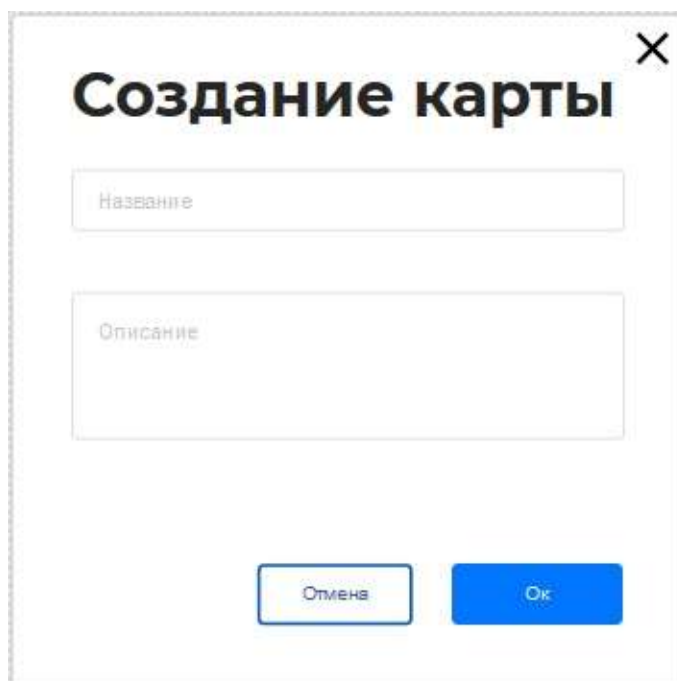 Создание карты
Название
Описание
Отмена
Ок